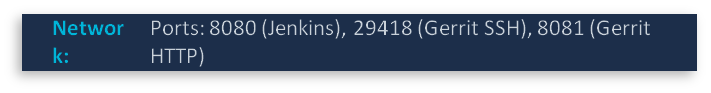 Networ
k:
Ports: 8080 (Jenkins), 29418 (Gerrit SSH), 8081 (Gerrit
HTTP)